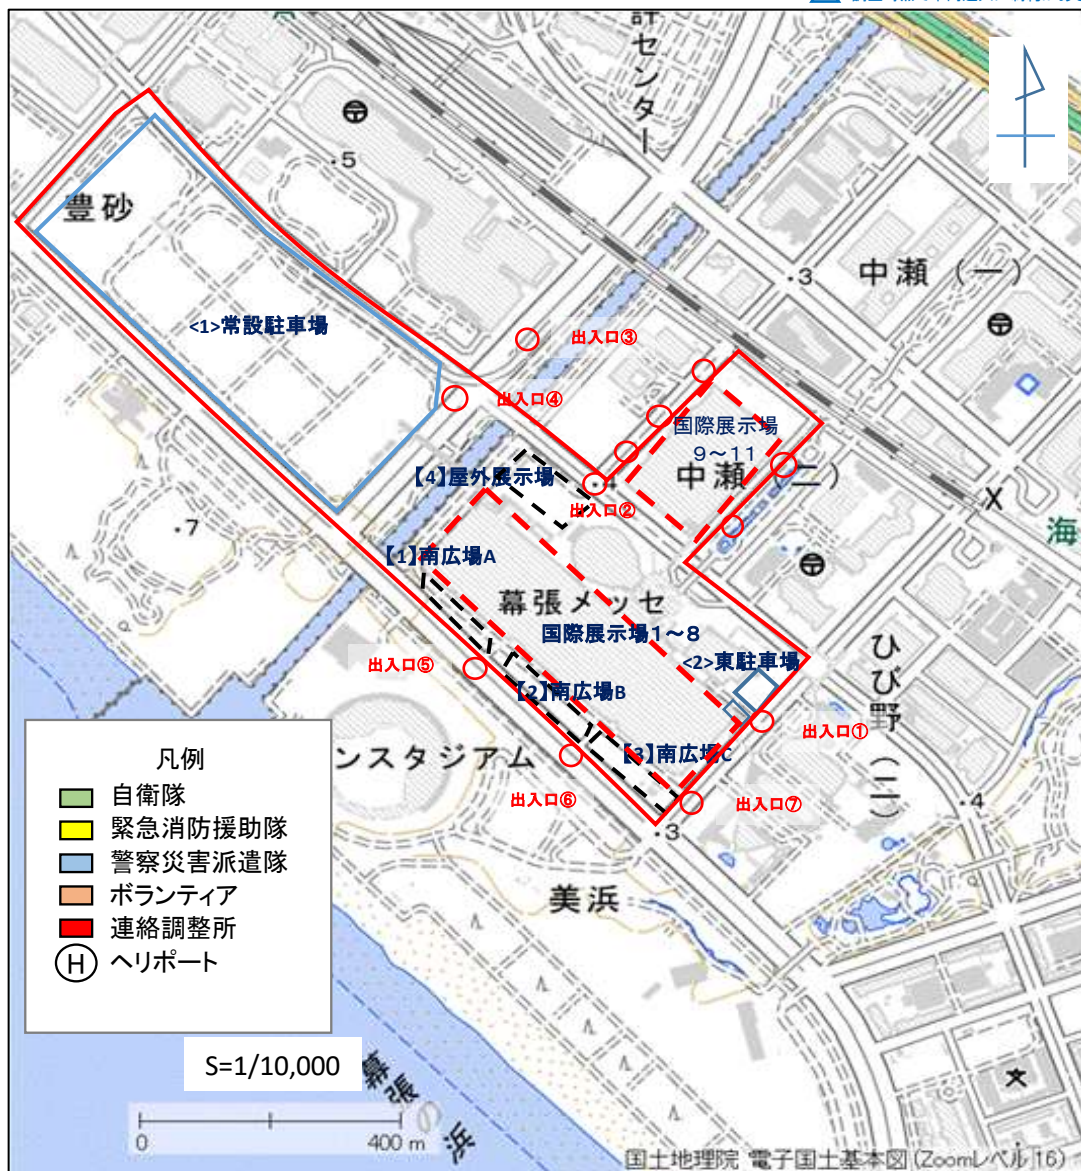 計センター
・5
豊砂
中瀬（一）
・3
<1>常設駐車場
出入口③
出入口④
国際展示場
9～11
中瀬（二）
【4】屋外展示場
・4
出入口②
海
・7
【1】南広場A
幕張メッセ
国際展示場1～8
<2>東駐車場
ひび野（二）
出入口⑤
【2】南広場B
出入口①
ンスタジアム
【3】南広場C
出入口⑥
出入口⑦
・3
・4
美浜
凡例
自衛隊
緊急消防援助隊
警察災害派遣隊
ボランティア
連絡調整所
H ヘリポート
S=1/10,000
幕張浜
0 400 m
国土地理院 電子国土基本図 (Zoomレベル16)